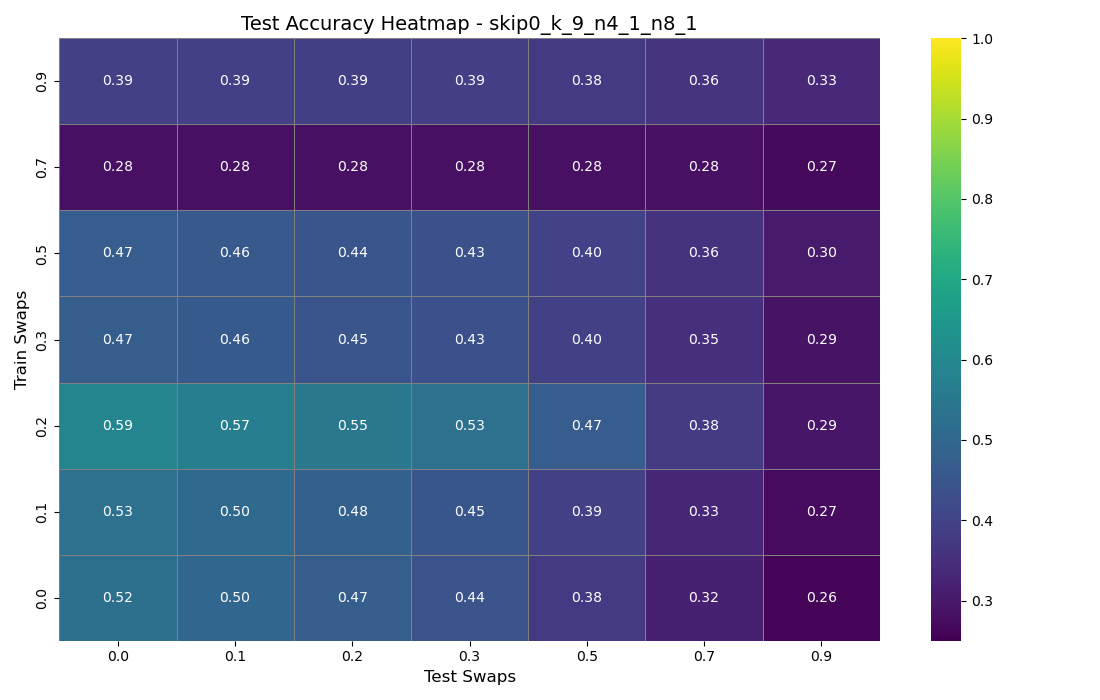 Test Accuracy Heatmap - skip0_k_9_n4_1_n8_1
Train Swaps
0.9 0.39 0.39 0.39 0.39 0.38 0.36 0.33
0.7 0.28 0.28 0.28 0.28 0.28 0.28 0.27
0.5 0.47 0.46 0.44 0.43 0.40 0.36 0.30
0.3 0.47 0.46 0.45 0.43 0.40 0.35 0.29
0.2 0.59 0.57 0.55 0.53 0.47 0.38 0.29
0.1 0.53 0.50 0.48 0.45 0.39 0.33 0.27
0.0 0.52 0.50 0.47 0.44 0.38 0.32 0.26
0.0 0.1 0.2 0.3 0.5 0.7 0.9
Test Swaps
1.0
0.9
0.8
0.7
0.6
0.5
0.4
0.3